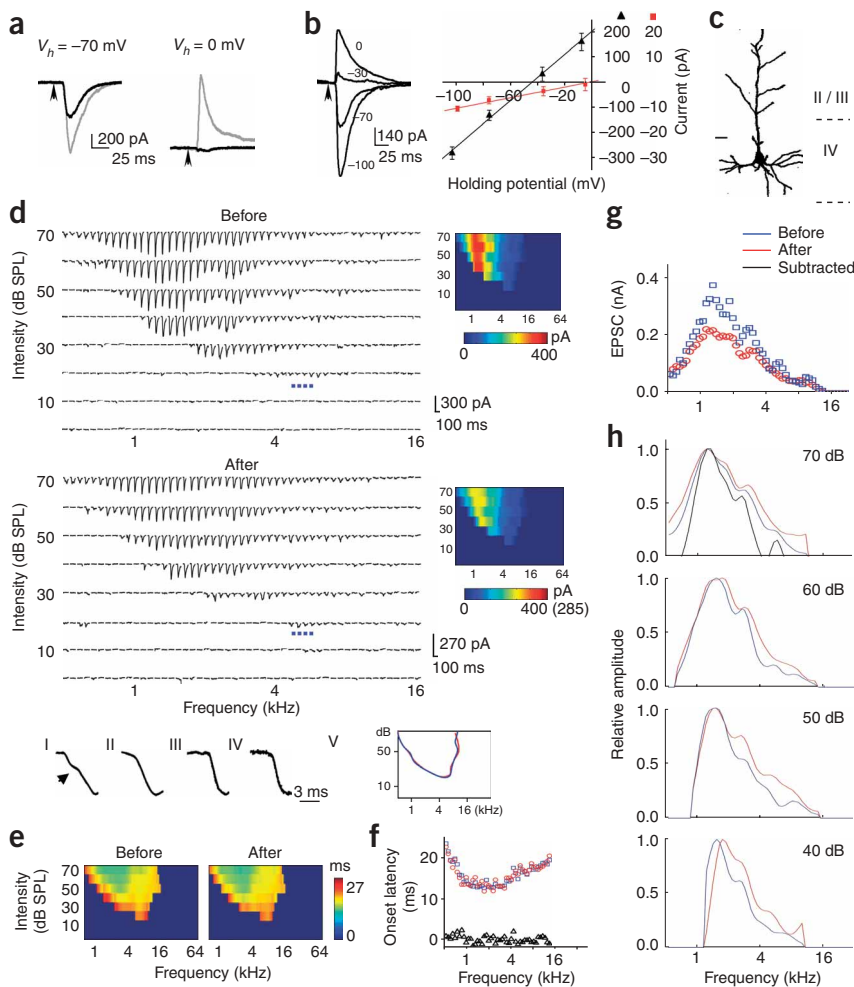 a
V_h = −70 mV
V_h = 0 mV
200 pA
25 ms
b
0
−30
−70
−100
140 pA
25 ms
200 20
100 10
0 0
−100 −10
−200 −20
−300 −30
−100 −60 −20
Current (pA)
Holding potential (mV)
c
II / III
IV
d
Before
Intensity (dB SPL)
70
50
30
10
1 4 16
300 pA
100 ms
70
50
30
10
1 4 16 64
pA
0 400
After
Intensity (dB SPL)
70
50
30
10
1 4 16
Frequency (kHz)
270 pA
100 ms
70
50
30
10
1 4 16 64
pA
0 400 (285)
I II III IV V
3 ms
dB
50
10
4 16 (kHz)
e
Before After
Intensity
(dB SPL)
70
50
30
10
1 4 16 64 1 4 16 64
Frequency (kHz)
ms
27
0
f
Onset latency
(ms)
20
10
0
1 4 16
Frequency (kHz)
g
Before
After
Subtracted
EPSC (nA)
0.4
0.2
0.0
1 4 16
h
Relative amplitude
70 dB
1.0
0.5
0.0
60 dB
1.0
0.5
0.0
50 dB
1.0
0.5
0.0
40 dB
1.0
0.5
0.0
1 4 16
Frequency (kHz)